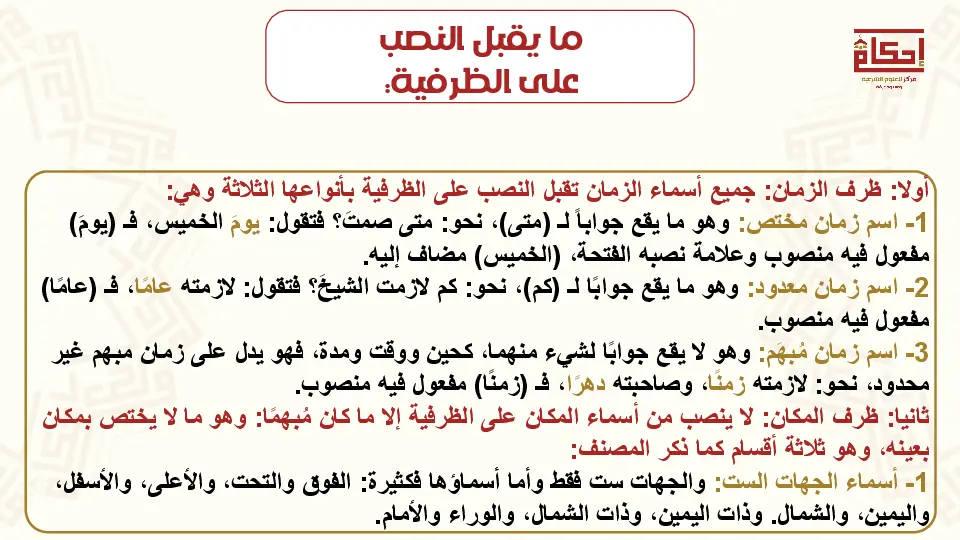 ما يقبل النصب
على الظرفية:
إحكام
مركز للعلوم الشرعية
أولا: ظرف الزمان: جميع أسماء الزمان تقبل النصب على الظرفية بأنواعها الثلاثة وهي:
1- اسم زمان مختص: وهو ما يقع جواباً لـ (متى)، نحو: متى صمتَ؟ فتقول: يومَ الخميس، فـ (يومَ)
مفعول فيه منصوب وعلامة نصبه الفتحة، (الخميس) مضاف إليه.
2- اسم زمان معدود: وهو ما يقع جوابًا لـ (كم)، نحو: كم لازمت الشيخَ؟ فتقول: لازمته عامًا، فـ (عامًا)
مفعول فيه منصوب.
3- اسم زمان مُبهَم: وهو لا يقع جوابًا لشيء منهما، كحين ووقت ومدة، فهو يدل على زمان مبهم غير
محدود، نحو: لازمته زمنًا، وصاحبته دهرًا، فـ (زمنًا) مفعول فيه منصوب.
ثانيا: ظرف المكان: لا ينصب من أسماء المكان على الظرفية إلا ما كان مُبهمًا: وهو ما لا يختص بمكان
بعينه، وهو ثلاثة أقسام كما ذكر المصنف:
1- أسماء الجهات الست: والجهات ست فقط وأما أسماؤها فكثيرة: الفوق والتحت، والأعلى، والأسفل،
واليمين، والشمال. وذات اليمين، وذات الشمال، والوراء والأمام.